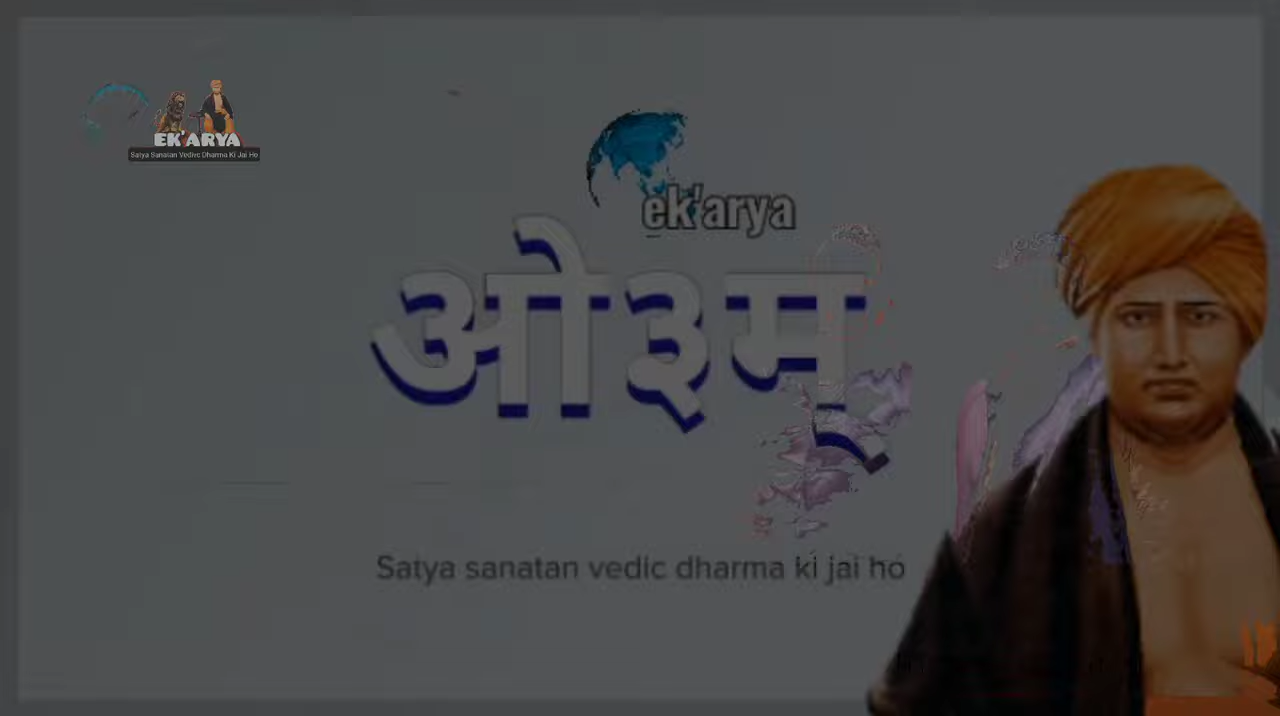 EK'ARYA
Satya Sanatan Vedic Dharma Ki Jai Ho
ek'arya
ओ३म्
Satya sanatan vedic dharma ki jai ho